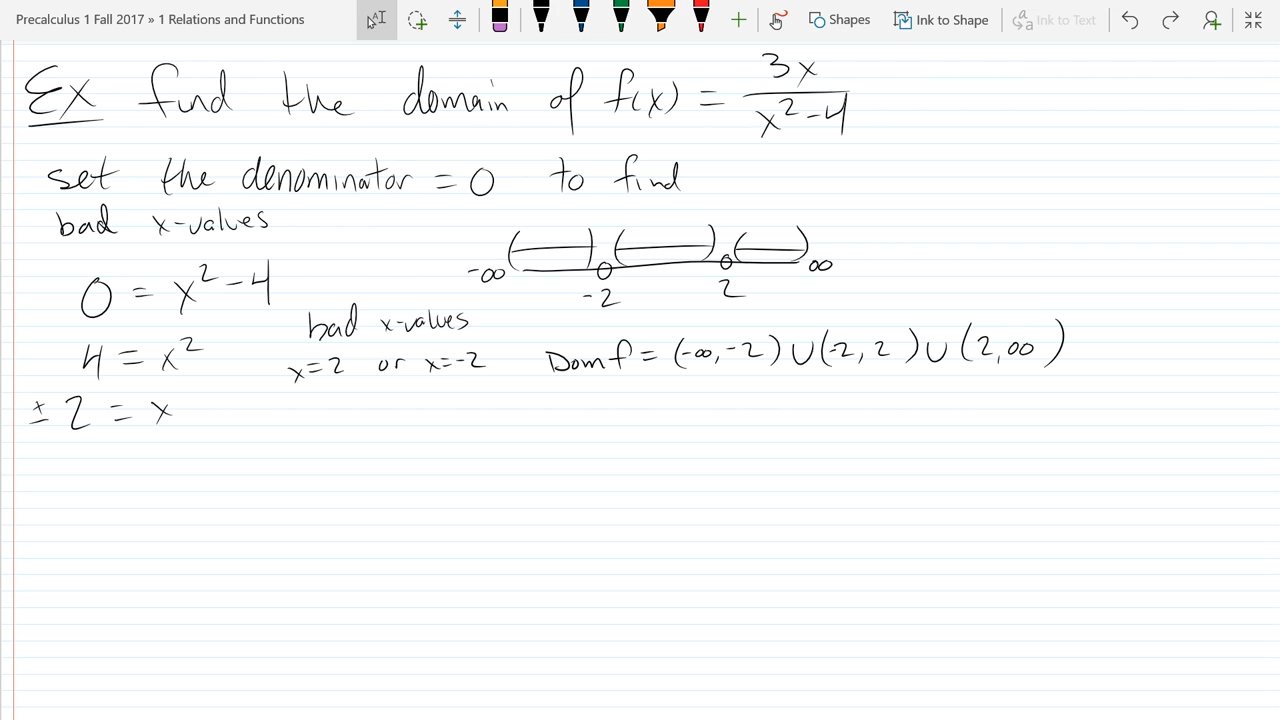 Precalculus 1 Fall 2017 » 1 Relations and Functions
Shapes
Ink to Shape
Ink to Text
Ex find the domain of f(x) = 3x / x² - 4
set the denominator = 0 to find
bad x-values
-∞ -2 2 ∞
0 = x² - 4
bad x-values
4 = x²
x=2 or x=-2
Dom f = (-∞, -2) ∪ (-2, 2) ∪ (2, ∞)
± 2 = x